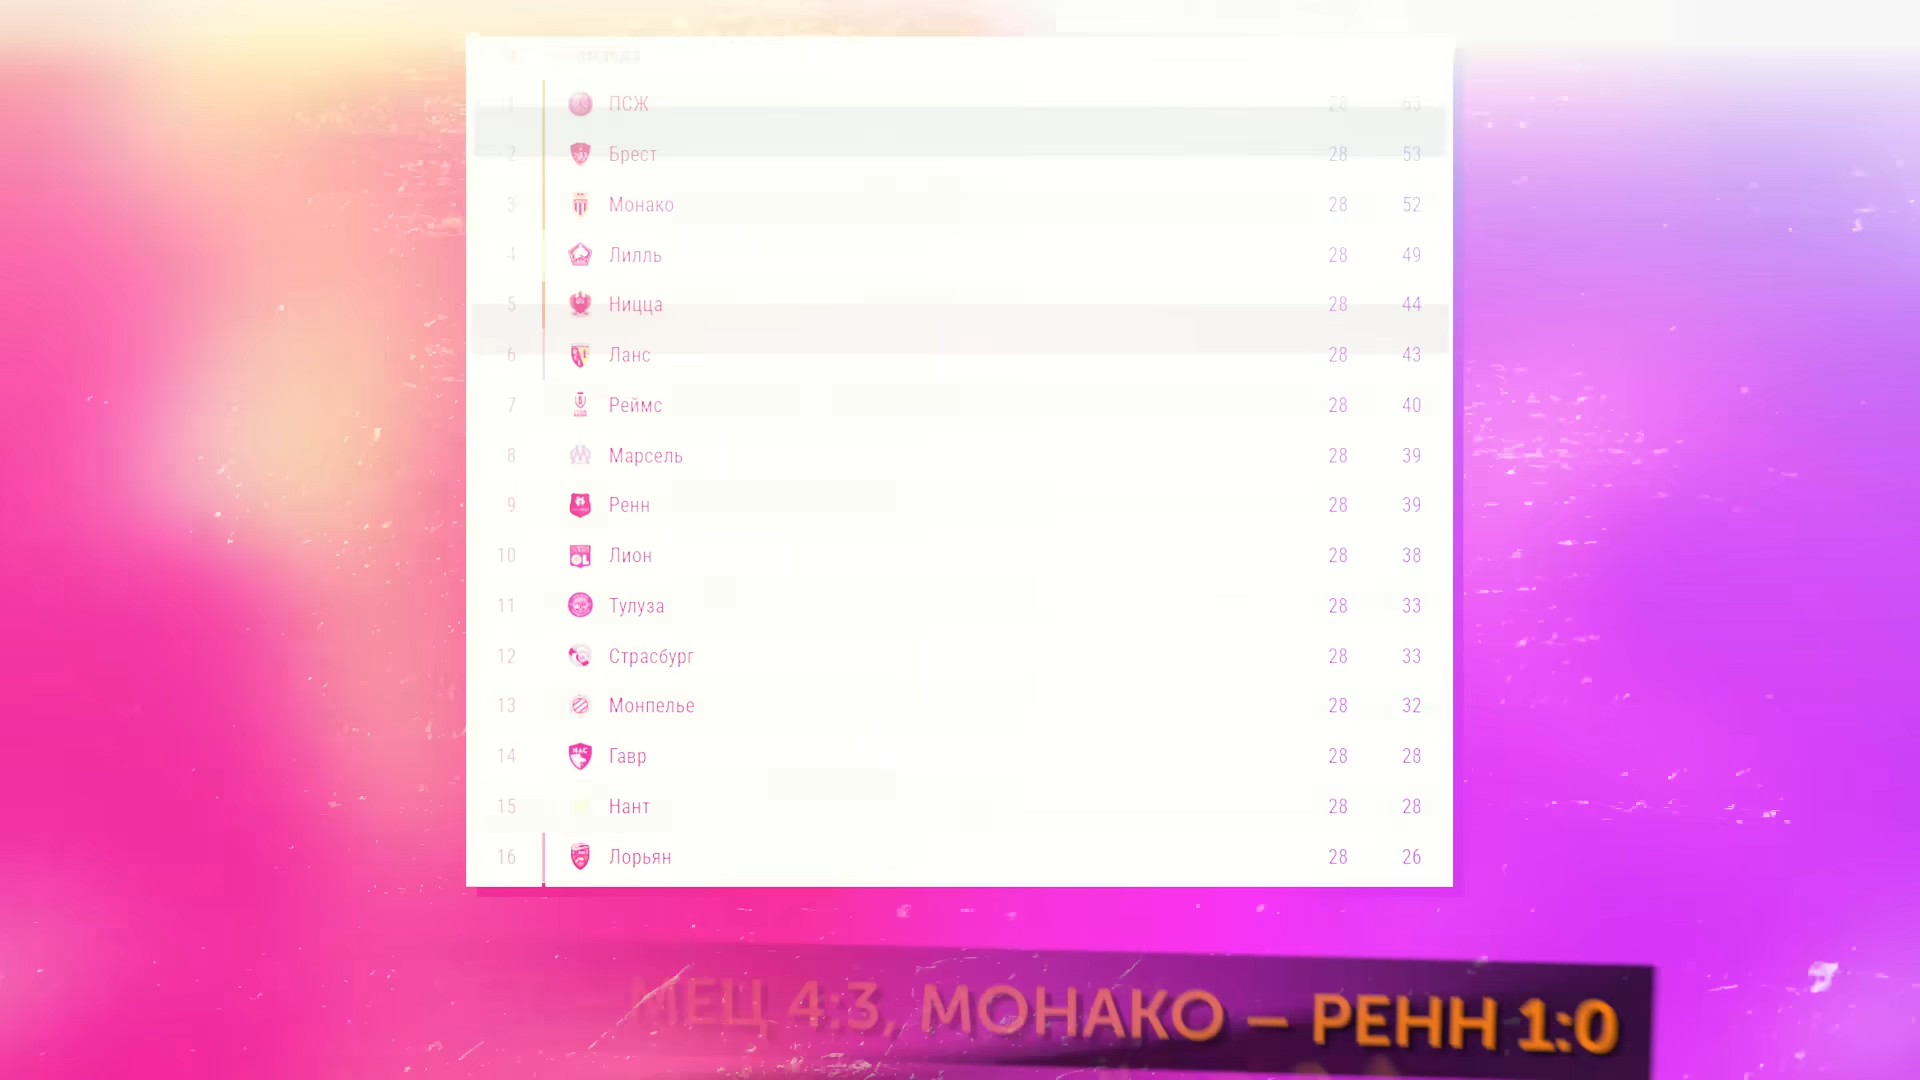 1 ПСЖ 28 63
2 Брест 28 53
3 Монако 28 52
4 Лилль 28 49
5 Ницца 28 44
6 Ланс 28 43
7 Реймс 28 40
8 Марсель 28 39
9 Ренн 28 39
10 Лион 28 38
11 Тулуза 28 33
12 Страсбург 28 33
13 Монпелье 28 32
14 Гавр 28 28
15 Нант 28 28
16 Лорьян 28 26
– МЕЦ 4:3, МОНАКО – РЕНН 1:0